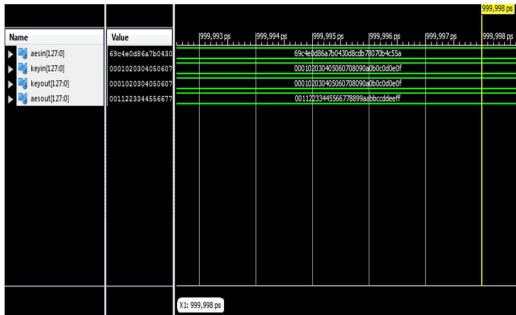 999,998 ps
Name Value
999,993 ps 999,994 ps 999,995 ps 999,996 ps 999,997 ps 999,998 ps
aesin[127:0] 69c4e0d86a7b0430 69c4e0d86a7b0430d8cdb78070b4c55a
keyin[127:0] 0001020304050607 000102030405060708090a0b0c0d0e0f
keyout[127:0] 0001020304050607 000102030405060708090a0b0c0d0e0f
aesout[127:0] 0011223344556677 00112233445566778899aabbccddeeff
X1: 999,998 ps